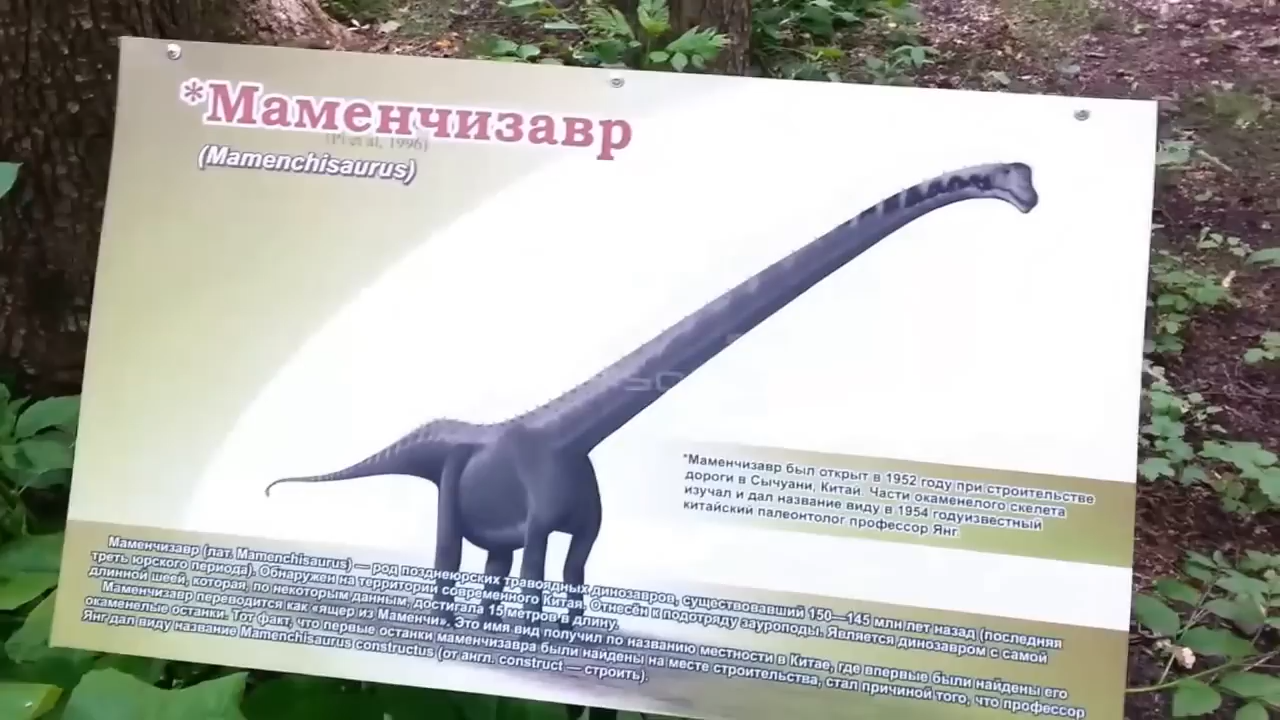 *Маменчизавр
(Mamenchisaurus)
*Маменчизавр был открыт в 1952 году при строительстве
дороги в Сычуани, Китай. Части окаменелого скелета
изучал и дал название виду в 1954 годуизвестный
китайский палеонтолог профессор Янг.
Маменчизавр (лат. Mamenchisaurus) — род позднеюрских травоядных динозавров, существовавший 150—145 млн лет назад (последняя
треть юрского периода). Обнаружен на территории современного Китая. Отнесён к подотряду зауроподы. Является динозавром с самой
длинной шеей, которая, по некоторым данным, достигала 15 метров в длину.
Маменчизавр переводится как «ящер из Маменчи». Это имя вид получил по названию местности в Китае, где впервые были найдены его
окаменелые останки. Тот факт, что первые останки маменчизавра были найдены на месте строительства, стал причиной того, что профессор
Янг дал виду название Mamenchisaurus constructus (от англ. construct — строить).